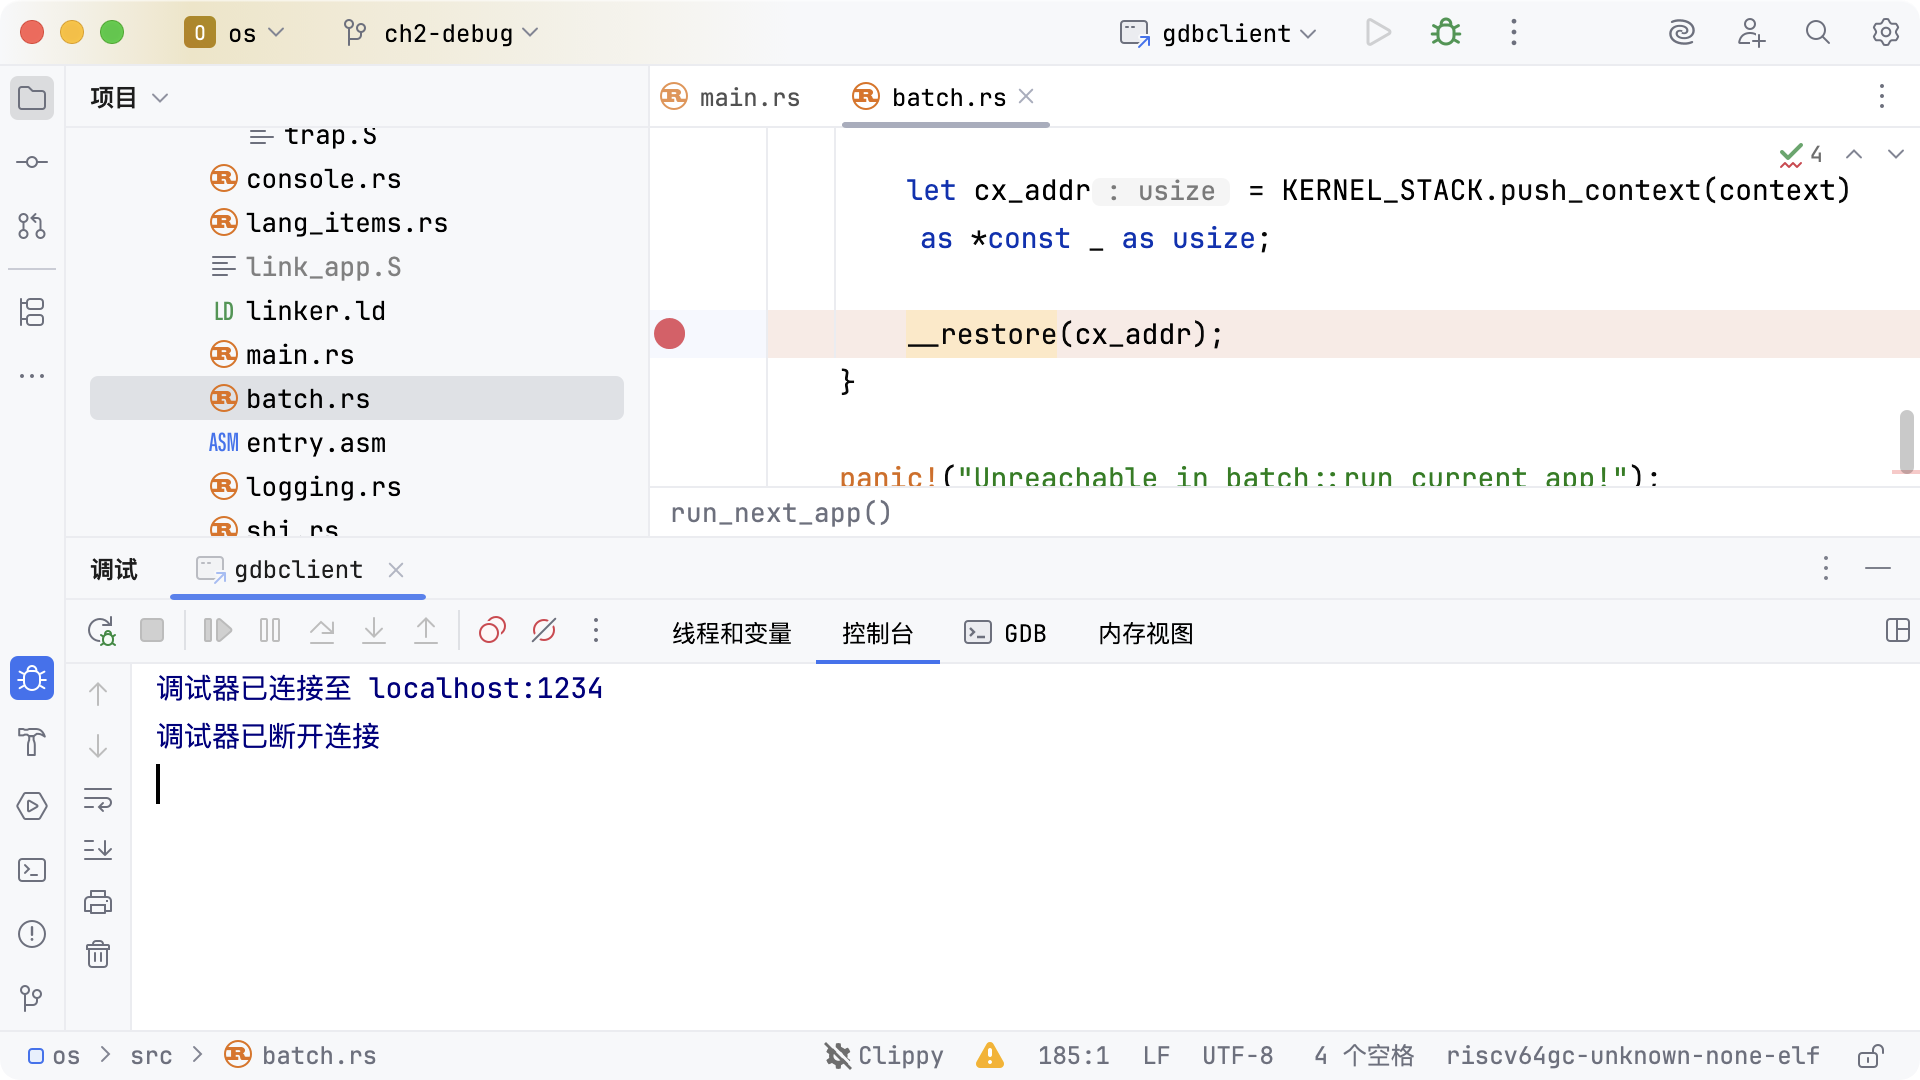 O os ch2-debug gdbclient
项目
trap.S
console.rs
lang_items.rs
link_app.S
LD linker.ld
main.rs
batch.rs
ASM entry.asm
logging.rs
sbi.rs
main.rs batch.rs
4
let cx_addr : usize = KERNEL_STACK.push_context(context)
as *const _ as usize;
__restore(cx_addr);
}
panic!("Unreachable in batch::run_current_app!");
run_next_app()
调试 gdbclient
线程和变量 控制台 GDB 内存视图
调试器已连接至 localhost:1234
调试器已断开连接
os > src > batch.rs Clippy 185:1 LF UTF-8 4 个空格 riscv64gc-unknown-none-elf